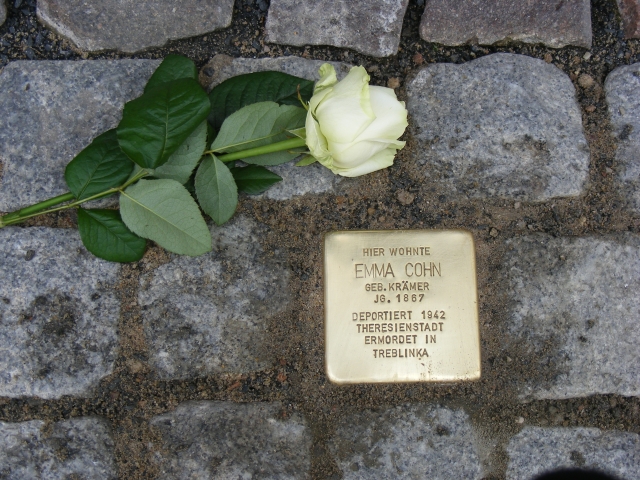 HIER WOHNTE
EMMA COHN
GEB. KRÄMER
JG. 1867
DEPORTIERT 1942
THERESIENSTADT
ERMORDET IN
TREBLINKA